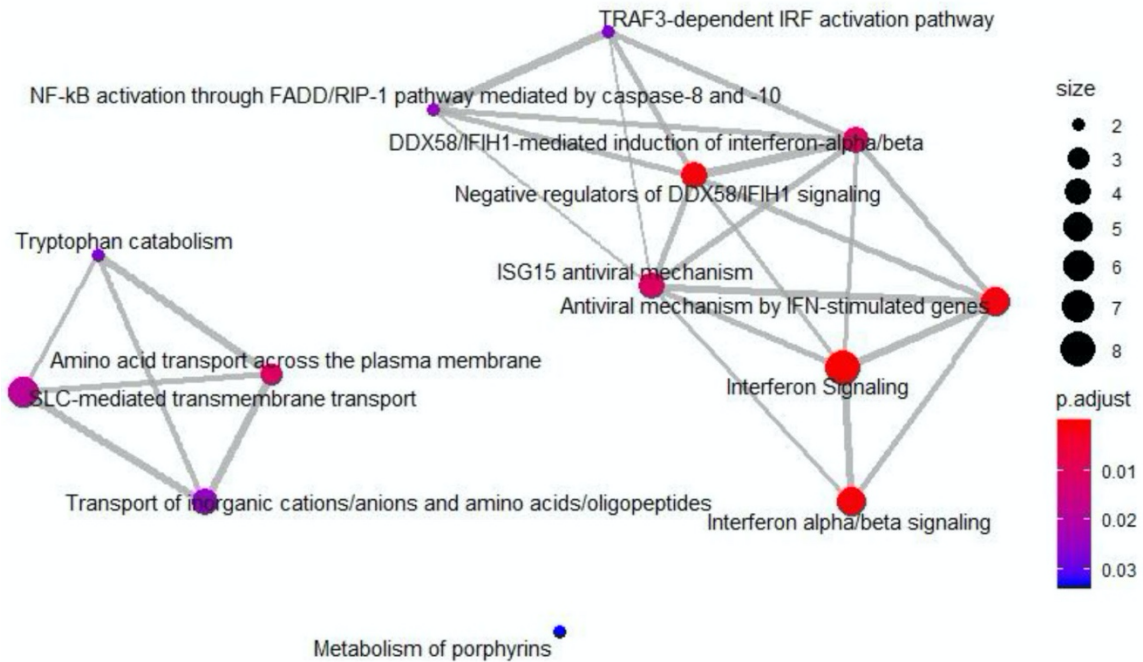 TRAF3-dependent IRF activation pathway
NF-kB activation through FADD/RIP-1 pathway mediated by caspase-8 and -10
DDX58/IFIH1-mediated induction of interferon-alpha/beta
Negative regulators of DDX58/IFIH1 signaling
Tryptophan catabolism
ISG15 antiviral mechanism
Antiviral mechanism by IFN-stimulated genes
Amino acid transport across the plasma membrane
Interferon Signaling
SLC-mediated transmembrane transport
Transport of inorganic cations/anions and amino acids/oligopeptides
Interferon alpha/beta signaling
Metabolism of porphyrins
size
2
3
4
5
6
7
8
p.adjust
0.01
0.02
0.03